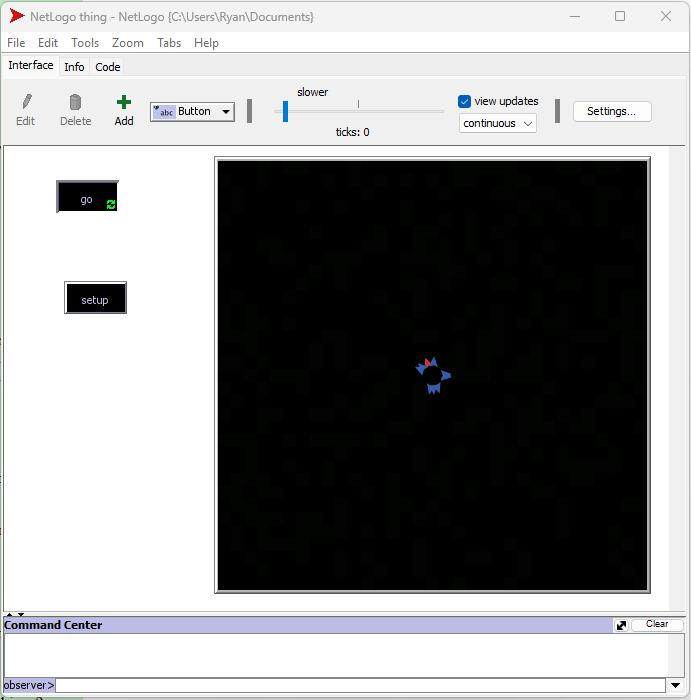 NetLogo thing - NetLogo {C:\Users\Ryan\Documents}
File Edit Tools Zoom Tabs Help
Interface Info Code
Edit Delete Add abc Button slower ticks: 0 view updates continuous Settings...
go
setup
Command Center Clear
observer>